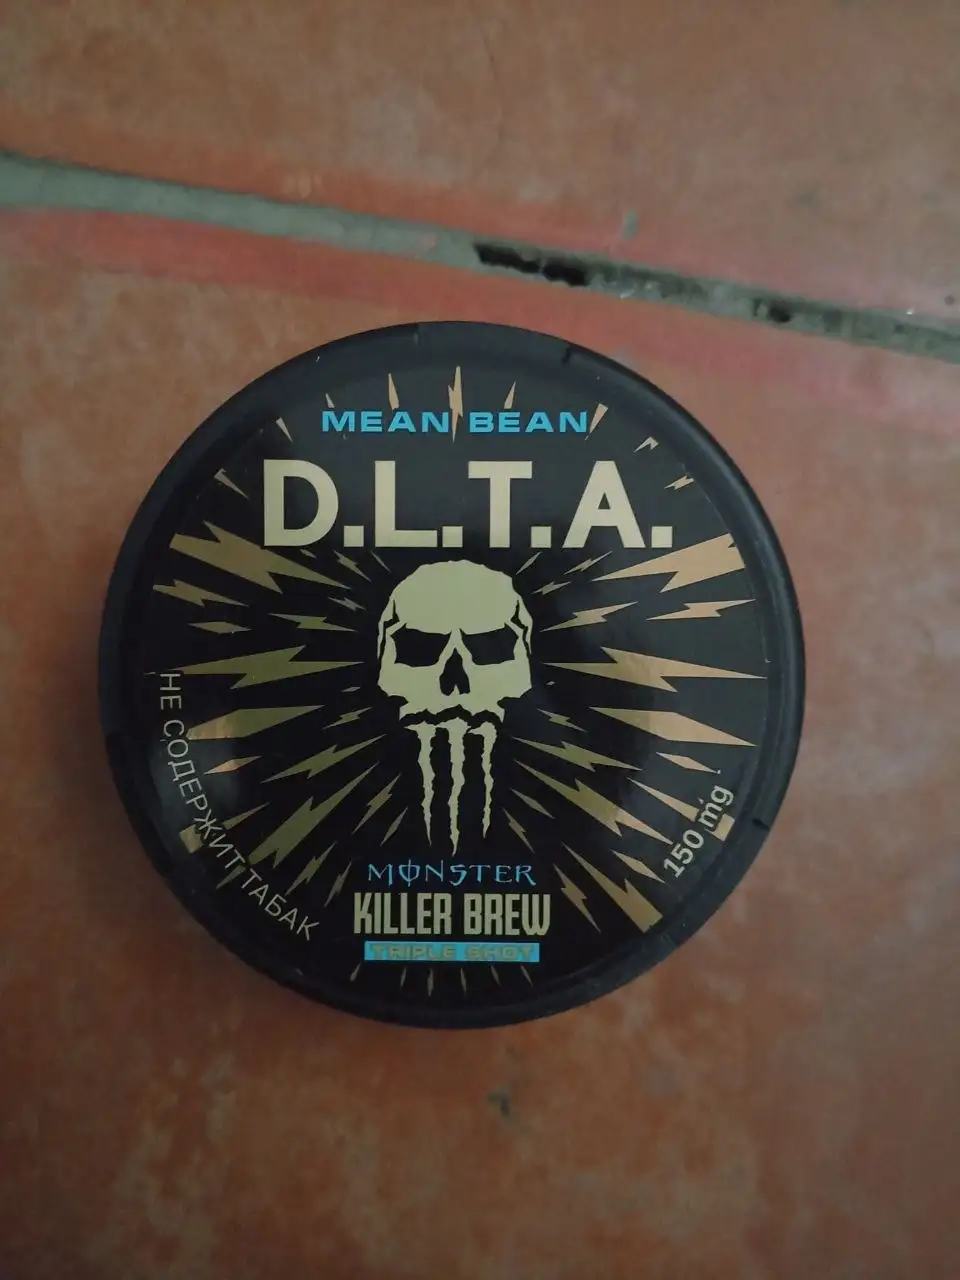 MEAN BEAN
D.L.T.A.
НЕ СОДЕРЖИТ ТАБАК
150 mg
MONSTER
KILLER BREW
TRIPLE SHOT